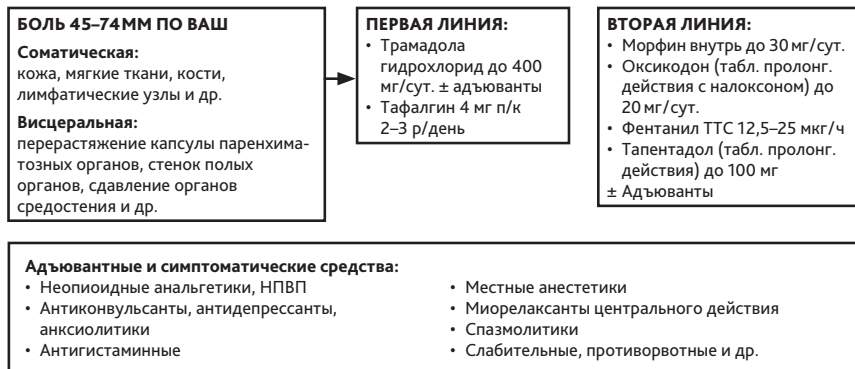 БОЛЬ 45–74 ММ ПО ВАШ
Соматическая:
кожа, мягкие ткани, кости,
лимфатические узлы и др.
Висцеральная:
перерастяжение капсулы паренхима-
тозных органов, стенок полых
органов, сдавление органов
средостения и др.
ПЕРВАЯ ЛИНИЯ:
• Трамадола
гидрохлорид до 400
мг/сут. ± адъюванты
• Тафалгин 4 мг п/к
2–3 р/день
ВТОРАЯ ЛИНИЯ:
• Морфин внутрь до 30 мг/сут.
• Оксикодон (табл. пролонг.
действия с налоксоном) до
20 мг/сут.
• Фентанил ТТС 12,5–25 мкг/ч
• Тапентадол (табл. пролонг.
действия) до 100 мг
± Адъюванты
Адъювантные и симптоматические средства:
• Неопиоидные анальгетики, НПВП
• Антиконвульсанты, антидепрессанты,
анксиолитики
• Антигистаминные
• Местные анестетики
• Миорелаксанты центрального действия
• Спазмолитики
• Слабительные, противорвотные и др.